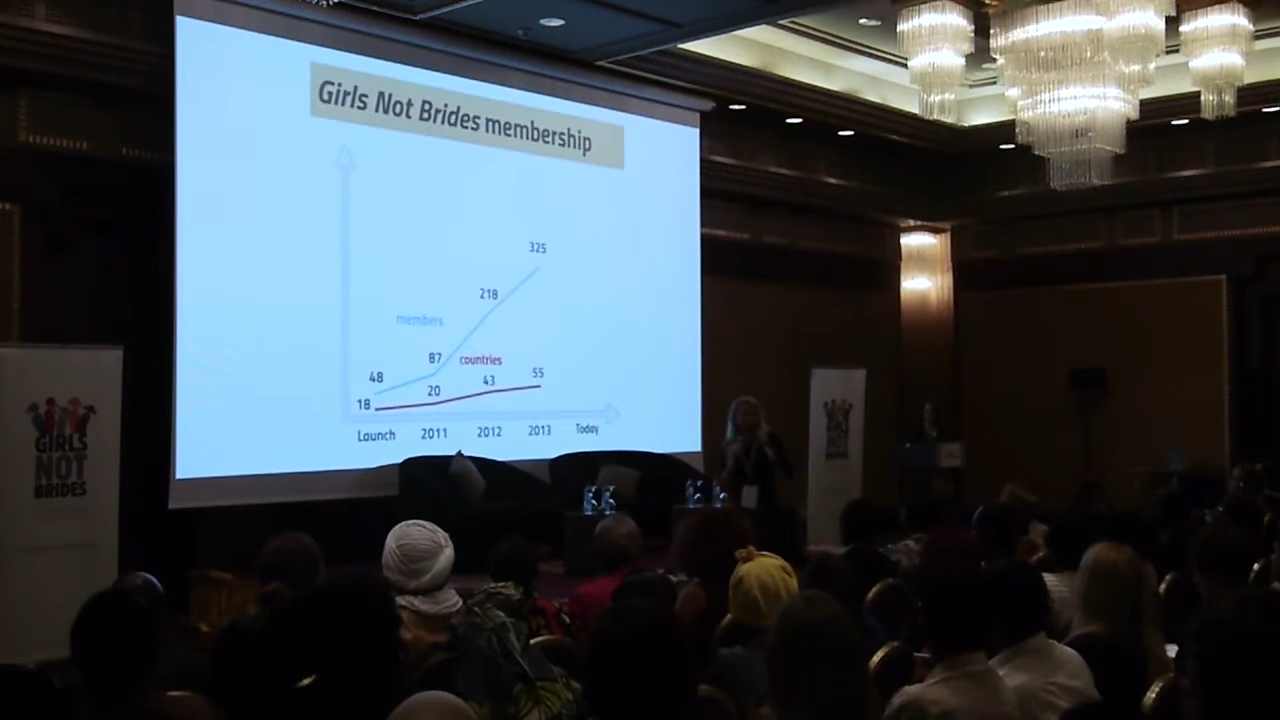 Girls Not Brides membership
325
218
members
87
countries
48
20
43
55
18
Launch 2011 2012 2013 Today
GIRLS
NOT
BRIDES